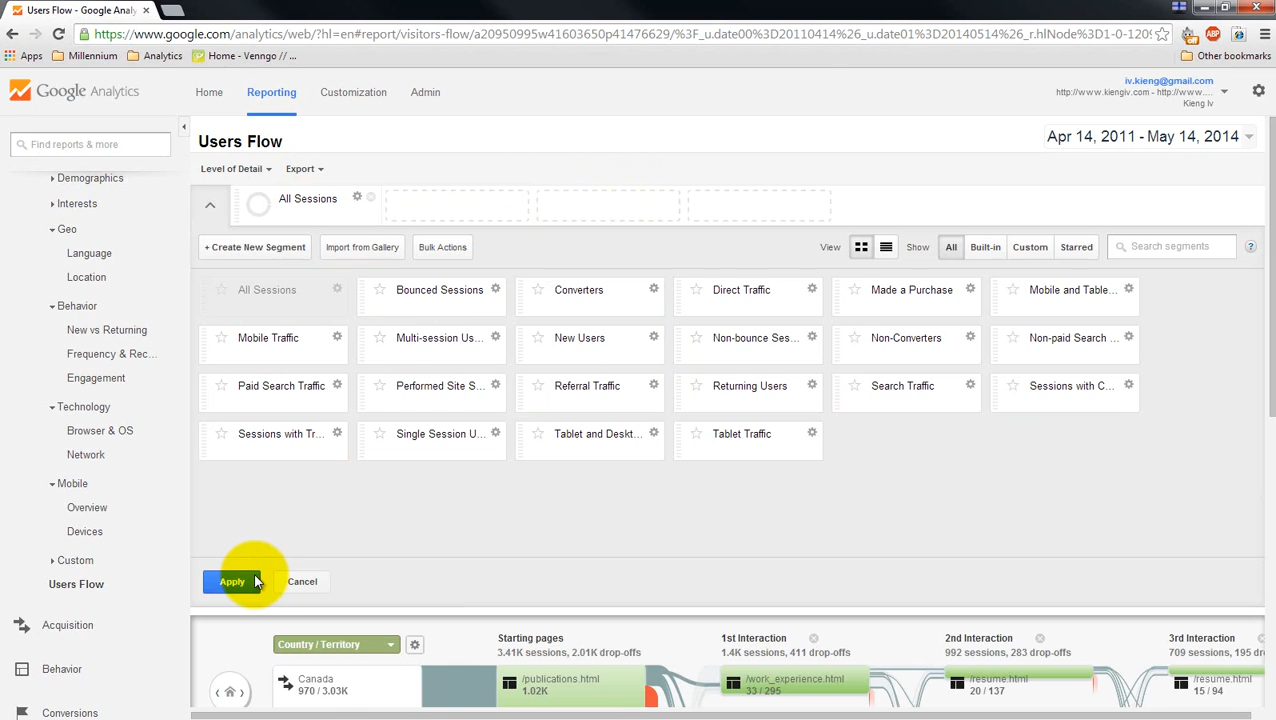 Users Flow - Google Analy
https://www.google.com/analytics/web/?hl=en#report/visitors-flow/a20950995w41603650p41476629/%3F_u.date00%3D20110414%26_u.date01%3D20140514%26_r.hlNode%3D1-0-1209
Apps Millennium Analytics Home - Venngo // ... Other bookmarks
Google Analytics
Home Reporting Customization Admin
iv.kieng@gmail.com
http://www.kiengiv.com - http://www....
Kieng Iv
Find reports & more
Demographics
Interests
Geo
Language
Location
Behavior
New vs Returning
Frequency & Rec...
Engagement
Technology
Browser & OS
Network
Mobile
Overview
Devices
Custom
Users Flow
Acquisition
Behavior
Conversions
Users Flow
Apr 14, 2011 - May 14, 2014
Level of Detail Export
All Sessions
+ Create New Segment Import from Gallery Bulk Actions View Show All Built-in Custom Starred Search segments ?
All Sessions Bounced Sessions Converters Direct Traffic Made a Purchase Mobile and Table...
Mobile Traffic Multi-session Us... New Users Non-bounce Ses... Non-Converters Non-paid Search ...
Paid Search Traffic Performed Site S... Referral Traffic Returning Users Search Traffic Sessions with C...
Sessions with Tr... Single Session U... Tablet and Deskt... Tablet Traffic
Apply Cancel
Country / Territory
Starting pages
3.41K sessions, 2.01K drop-offs
1st Interaction
1.4K sessions, 411 drop-offs
2nd Interaction
992 sessions, 283 drop-offs
3rd Interaction
709 sessions, 195 dro
Canada
970 / 3.03K
/publications.html
1.02K
/work_experience.html
33 / 295
/resume.html
20 / 137
/resume.html
15 / 94